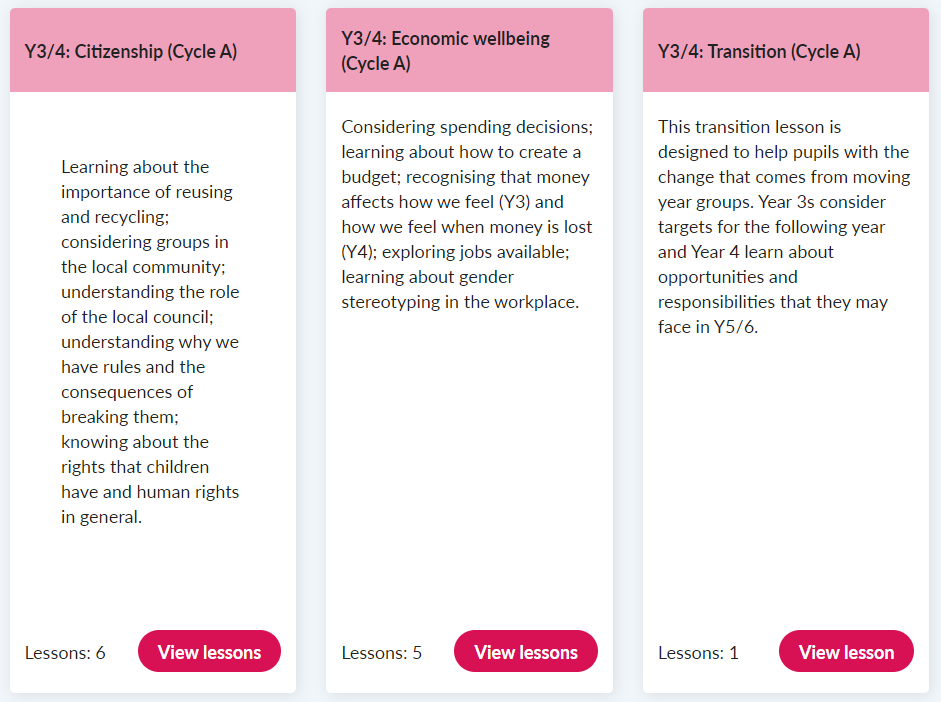 Y3/4: Citizenship (Cycle A)
Learning about the
importance of reusing
and recycling;
considering groups in
the local community;
understanding the role
of the local council;
understanding why we
have rules and the
consequences of
breaking them;
knowing about the
rights that children
have and human rights
in general.
Lessons: 6
View lessons
Y3/4: Economic wellbeing
(Cycle A)
Considering spending decisions;
learning about how to create a
budget; recognising that money
affects how we feel (Y3) and
how we feel when money is lost
(Y4); exploring jobs available;
learning about gender
stereotyping in the workplace.
Lessons: 5
View lessons
Y3/4: Transition (Cycle A)
This transition lesson is
designed to help pupils with the
change that comes from moving
year groups. Year 3s consider
targets for the following year
and Year 4 learn about
opportunities and
responsibilities that they may
face in Y5/6.
Lessons: 1
View lesson